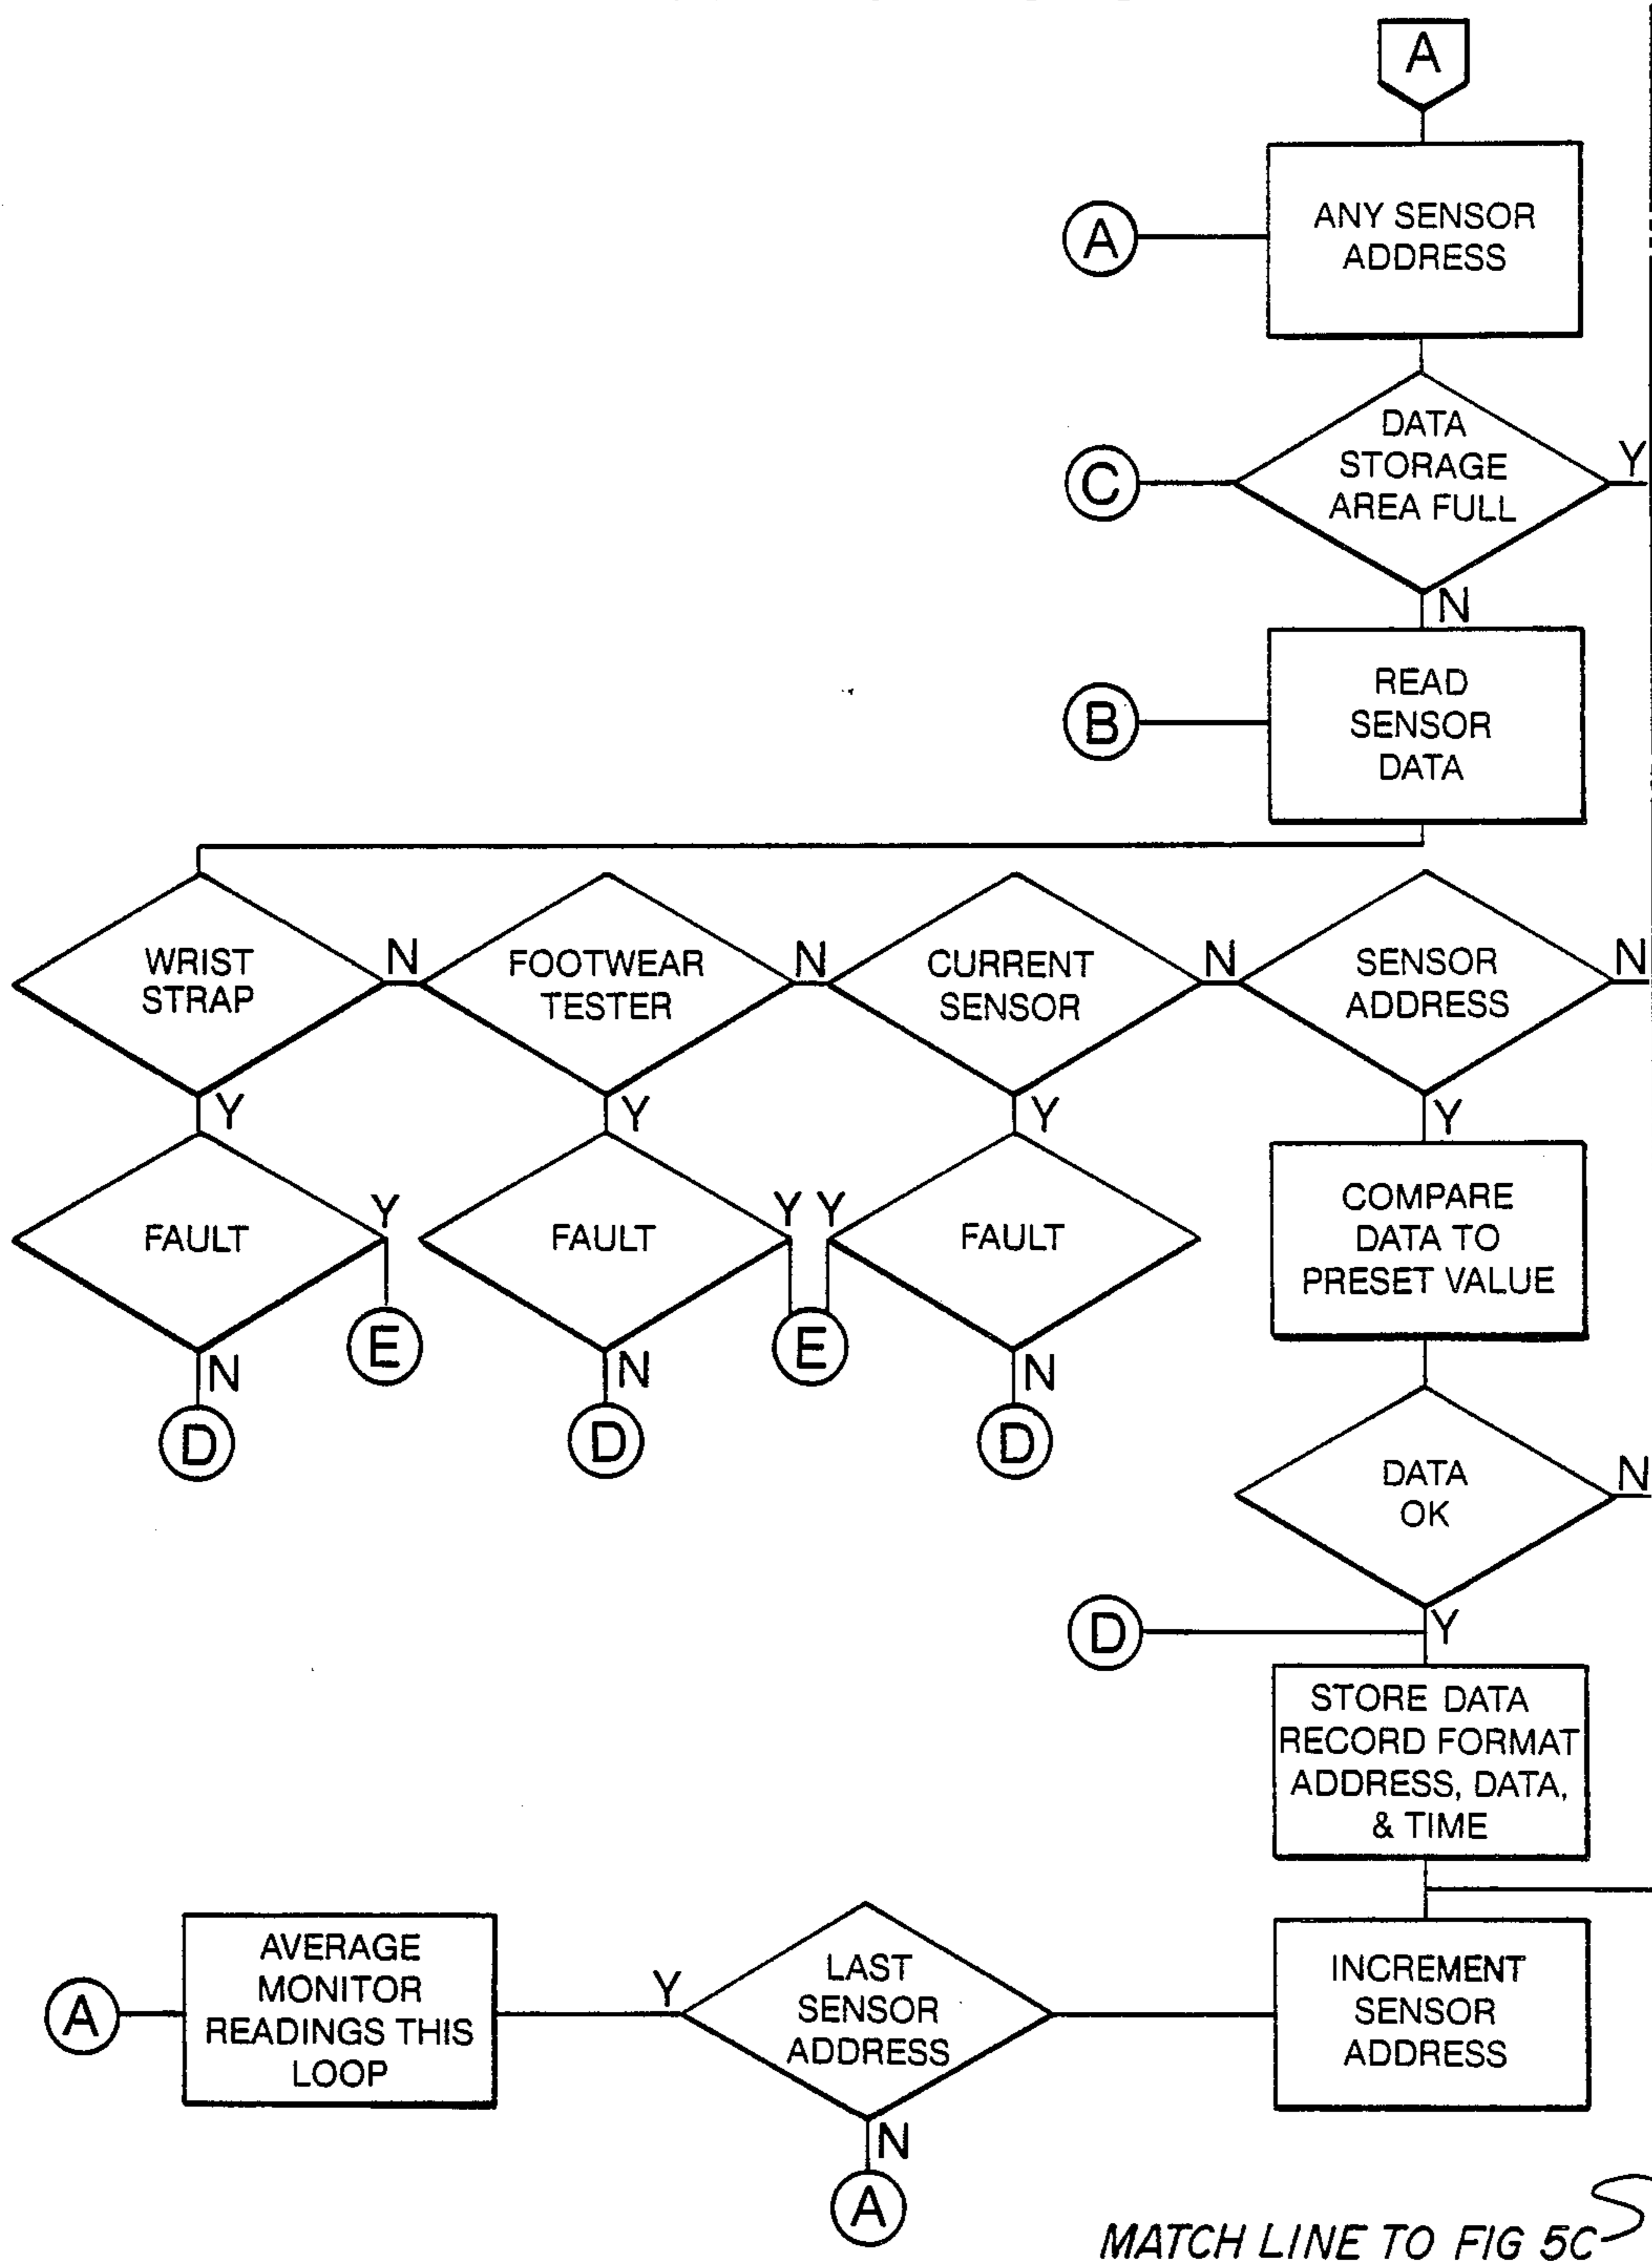 A
ANY SENSOR
ADDRESS
A
DATA
STORAGE
AREA FULL
Y
C
N
READ
SENSOR
DATA
B
WRIST
STRAP
N
FOOTWEAR
TESTER
N
CURRENT
SENSOR
N
SENSOR
ADDRESS
N
Y
Y
Y
Y
FAULT
Y
FAULT
Y
Y
FAULT
COMPARE
DATA TO
PRESET VALUE
E
E
N
N
N
D
D
D
DATA
OK
N
D
Y
STORE DATA
RECORD FORMAT
ADDRESS, DATA,
& TIME
A
AVERAGE
MONITOR
READINGS THIS
LOOP
Y
LAST
SENSOR
ADDRESS
INCREMENT
SENSOR
ADDRESS
N
A
MATCH LINE TO FIG 5C